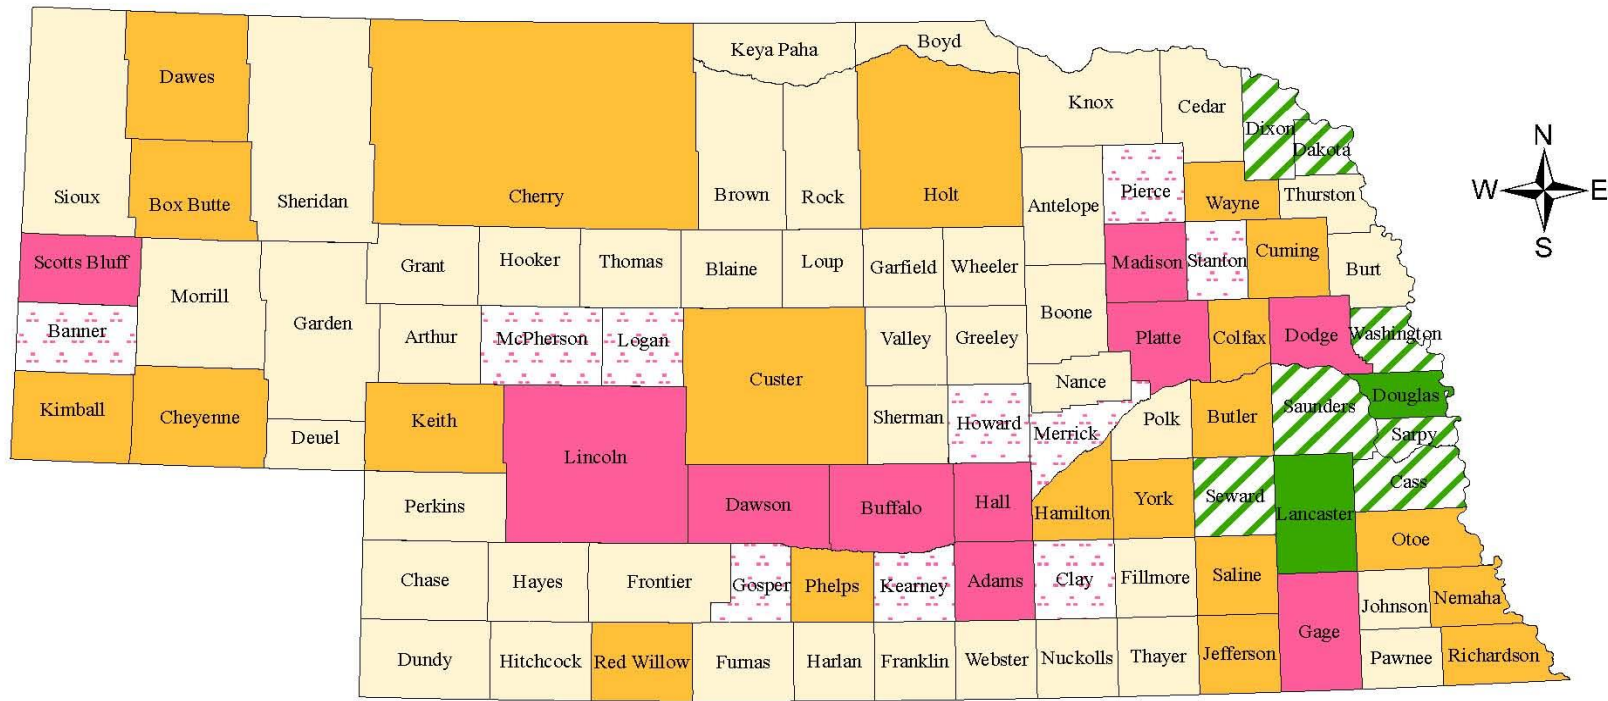 Keya Paha
Boyd
Dawes
Knox
Cedar
Dixon
Dakota
Sioux
Box Butte
Sheridan
Cherry
Brown
Rock
Holt
Antelope
Pierce
Wayne
Thurston
N
W
E
S
Scotts Bluff
Morrill
Grant
Hooker
Thomas
Blaine
Loup
Garfield
Wheeler
Madison
Stanton
Cuming
Burt
Banner
Garden
Arthur
McPherson
Logan
Custer
Valley
Greeley
Boone
Platte
Colfax
Dodge
Washington
Kimball
Cheyenne
Deuel
Keith
Lincoln
Sherman
Howard
Nance
Merrick
Polk
Butler
Saunders
Douglas
Sarpy
Perkins
Dawson
Buffalo
Hall
Hamilton
York
Seward
Lancaster
Cass
Otoe
Chase
Hayes
Frontier
Gosper
Phelps
Kearney
Adams
Clay
Fillmore
Saline
Johnson
Nemaha
Dundy
Hitchcock
Red Willow
Furnas
Harlan
Franklin
Webster
Nuckolls
Thayer
Jefferson
Gage
Pawnee
Richardson